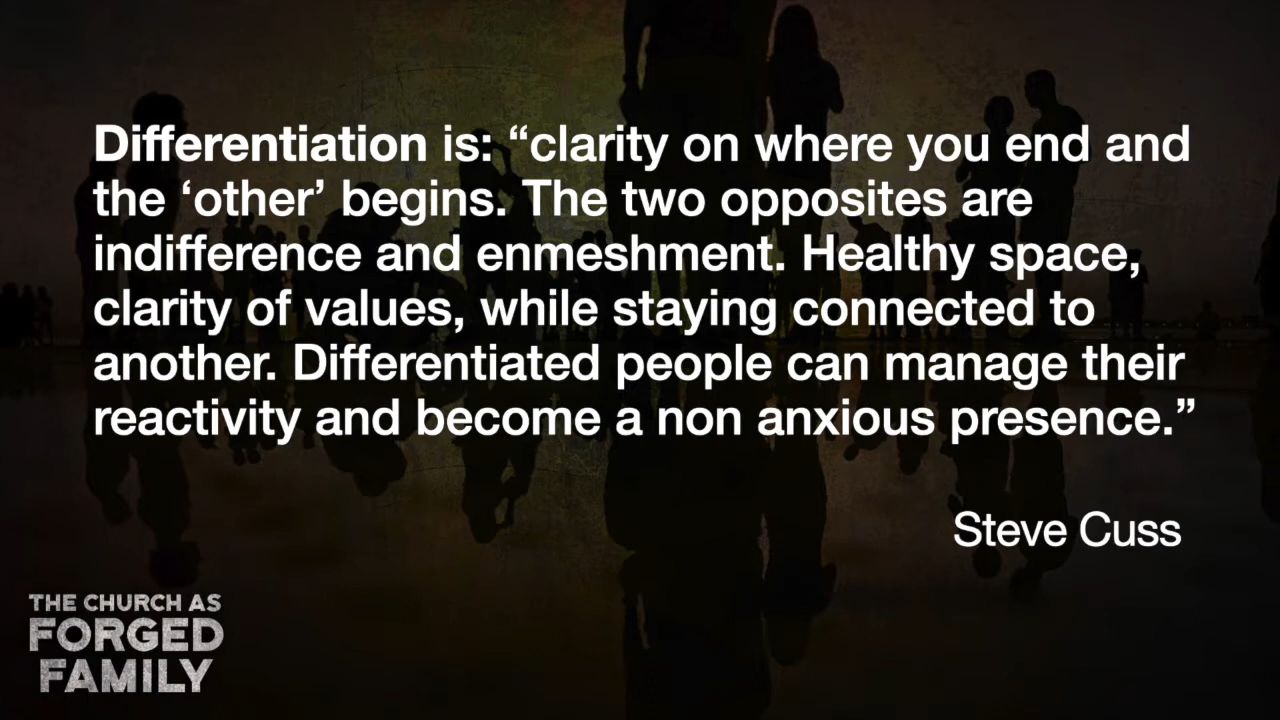 Differentiation is: “clarity on where you end and
the ‘other’ begins. The two opposites are
indifference and enmeshment. Healthy space,
clarity of values, while staying connected to
another. Differentiated people can manage their
reactivity and become a non anxious presence.”
Steve Cuss
THE CHURCH AS
FORGED
FAMILY